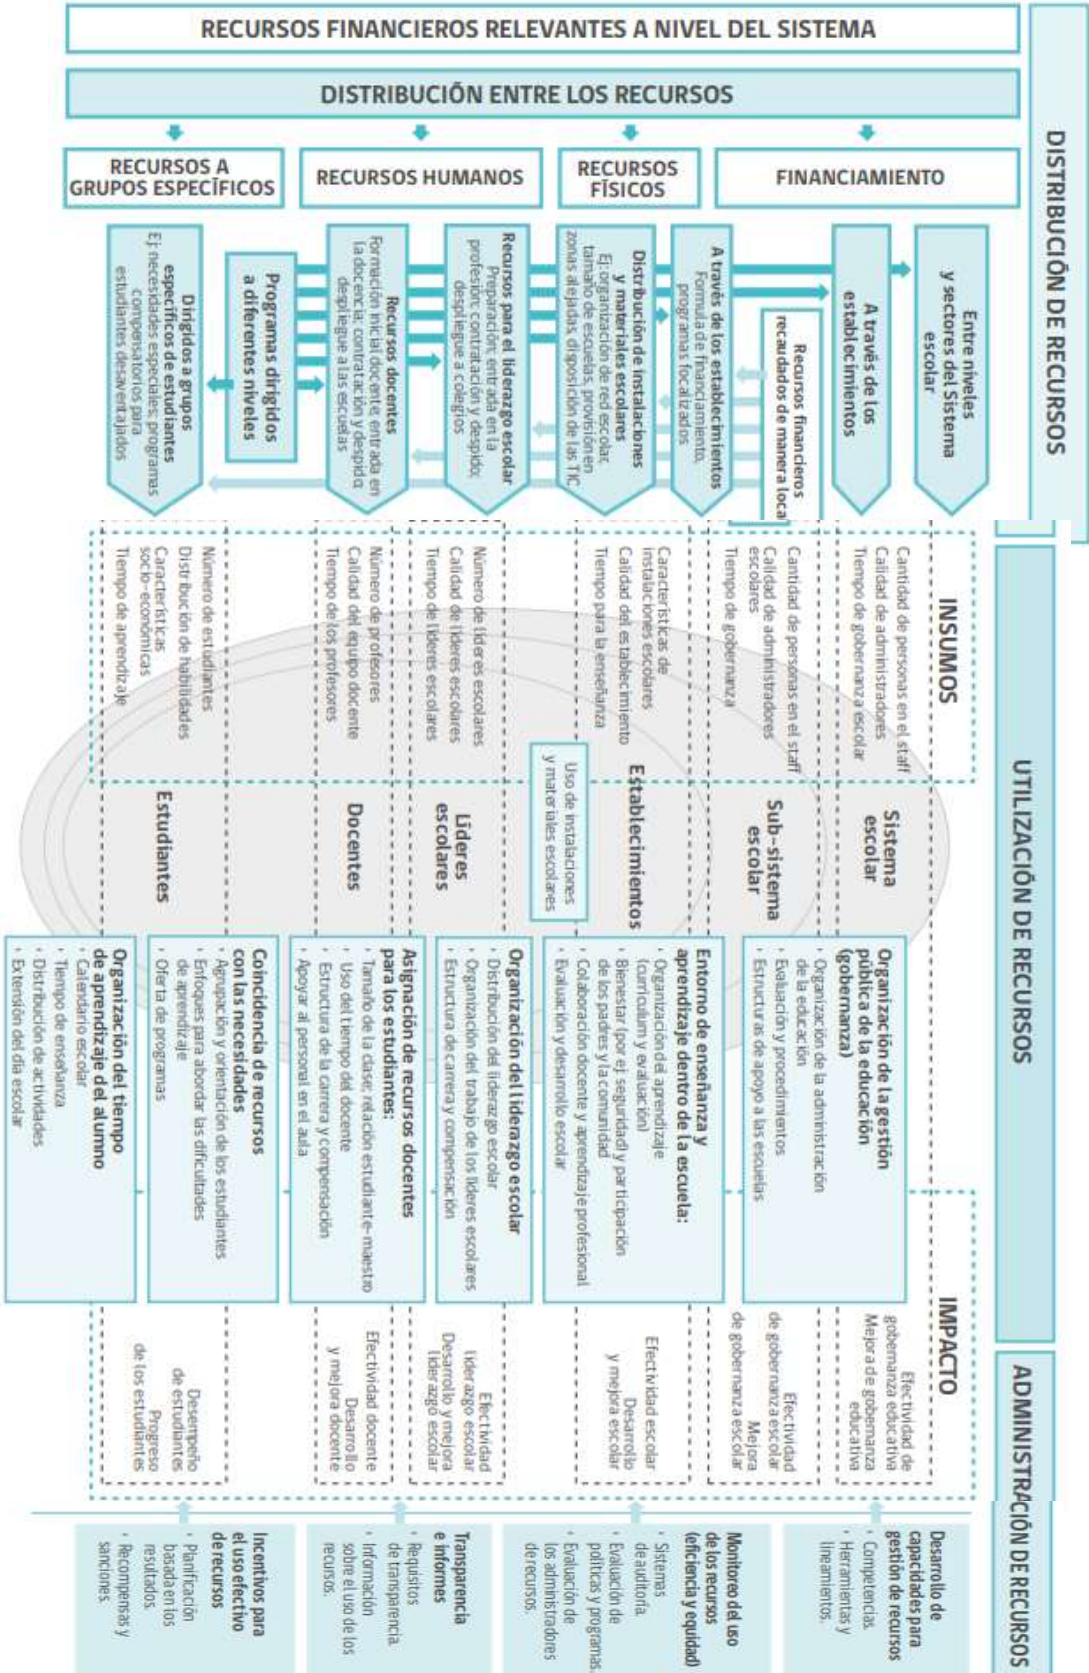 DISTRIBUCIÓN DE RECURSOS
RECURSOS FINANCIEROS RELEVANTES A NIVEL DEL SISTEMA
DISTRIBUCIÓN ENTRE LOS RECURSOS
FINANCIAMIENTO
RECURSOS
FÍSICOS
RECURSOS HUMANOS
RECURSOS A
GRUPOS ESPECÍFICOS
Entre niveles
y sectores del Sistema
escolar
A través de los
establecimientos
Recursos financieros
recaudados de manera loca
A través de los establecimientos
Formula de financiamiento,
programas focalizados
Distribución de instalaciones
y materiales escolares
Ej: organización de red escolar,
tamaño de escuelas, provisión en
zonas alejadas, disposición de las TIC
Recursos para el liderazgo escolar
Preparación; entrada en la
profesión; contratación y despido;
despliegue a colegios
Recursos docentes
Formación inicial docente; entrada en
la docencia; contratación y despido;
despliegue a las escuelas
Programas dirigidos
a diferentes niveles
Dirigidos a grupos
específicos de estudiantes
Ej: necesidades especiales; programas
compensatorios para
estudiantes desaventajados
UTILIZACIÓN DE RECURSOS
INSUMOS
Cantidad de personas en el staff
Calidad de administradores
Tiempo de gobernanza escolar
Cantidad de personas en el staff
Calidad de administradores
escolares
Tiempo de gobernanza
Características de
instalaciones escolares
Calidad del establecimiento
Tiempo para la enseñanza
Número de líderes escolares
Calidad de líderes escolares
Tiempo de líderes escolares
Número de profesores
Calidad del equipo docente
Tiempo de los profesores
Número de estudiantes
Distribución de habilidades
Características
socio-económicas
Tiempo de aprendizaje
Sistema
escolar
Sub-sistema
escolar
Establecimientos
Uso de instalaciones
y materiales escolares
Líderes
escolares
Docentes
Estudiantes
Organización de la gestión
pública de la educación
(gobernanza)
· Organización de la administración
de la educación
· Evaluación y procedimientos
· Estructuras de apoyo a las escuelas
Entorno de enseñanza y
aprendizaje dentro de la escuela:
· Organización del aprendizaje
(currículum y evaluación)
· Bienestar (por ej: seguridad) y participación
de los padres y la comunidad
· Colaboración docente y aprendizaje profesional
· Evaluación y desarrollo escolar
Organización del liderazgo escolar
· Distribución del liderazgo escolar
· Organización del trabajo de los líderes escolares
· Estructura de carrera y compensación
Asignación de recursos docentes
para los estudiantes:
· Tamaño de la clase; relación estudiante-maestro
· Uso del tiempo del docente
· Estructura de la carrera y compensación
· Apoyar al personal en el aula
Coincidencia de recursos
con las necesidades
· Agrupación y orientación de los estudiantes
· Enfoques para abordar las dificultades
de aprendizaje
· Oferta de programas
Organización del tiempo
de aprendizaje del alumno
· Calendario escolar
· Tiempo de enseñanza
· Distribución de actividades
· Extensión del día escolar
IMPACTO
Efectividad de
gobernanza educativa
Mejora de gobernanza
educativa
Efectividad
de gobernanza escolar
Mejora
de gobernanza escolar
Efectividad escolar
Desarrollo
y mejora escolar
Efectividad
liderazgo escolar
Desarrollo y mejora
liderazgo escolar
Efectividad docente
Desarrollo
y mejora docente
Desempeño
de estudiantes
Progreso
de los estudiantes
ADMINISTRACIÓN DE RECURSOS
Desarrollo de
capacidades para
gestión de recursos
· Competencias.
· Herramientas y
lineamientos.
Monitoreo del uso
de los recursos
(eficiencia y equidad)
· Sistemas
de auditoría.
· Evaluación de
políticas y programas.
· Evaluación de
los administradores
de recursos.
Transparencia
e informes
· Requisitos
de transparencia.
· Información
sobre el uso de los
recursos.
Incentivos para
el uso efectivo
de recursos
· Planificación
basada en los
resultados.
· Recompensas y
sanciones.